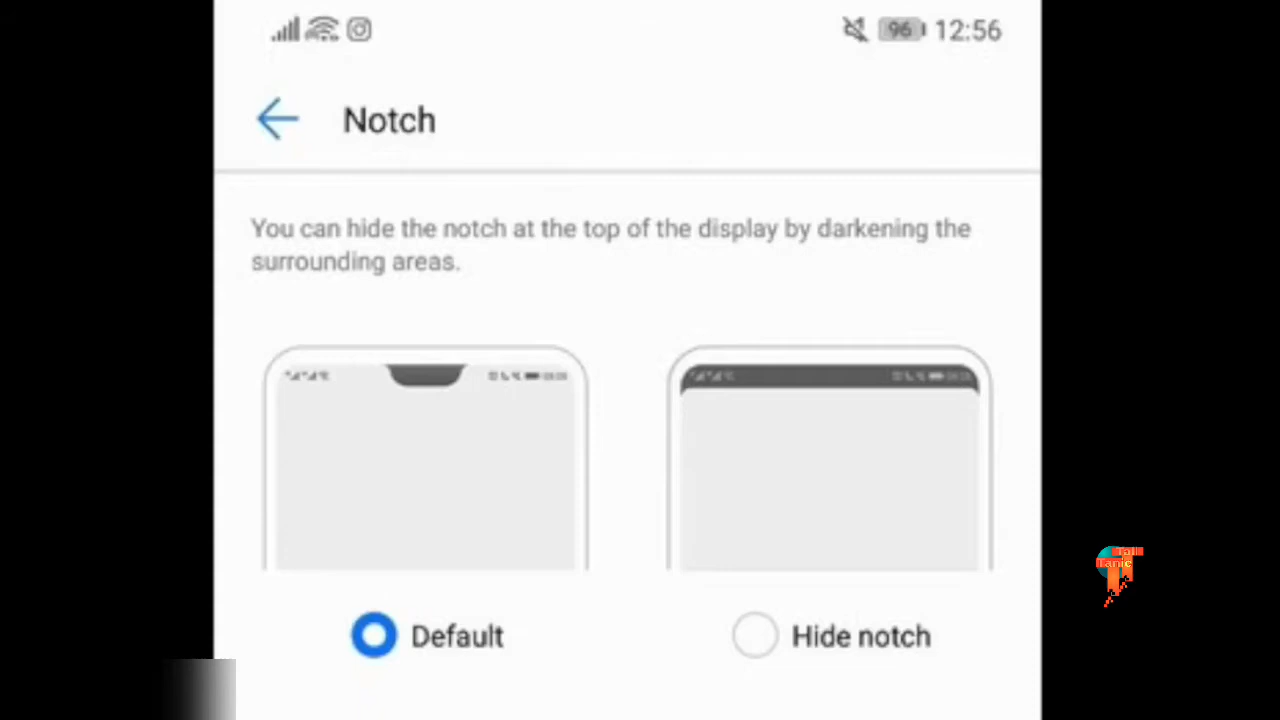 96 12:56
Notch
You can hide the notch at the top of the display by darkening the
surrounding areas.
Default
Hide notch